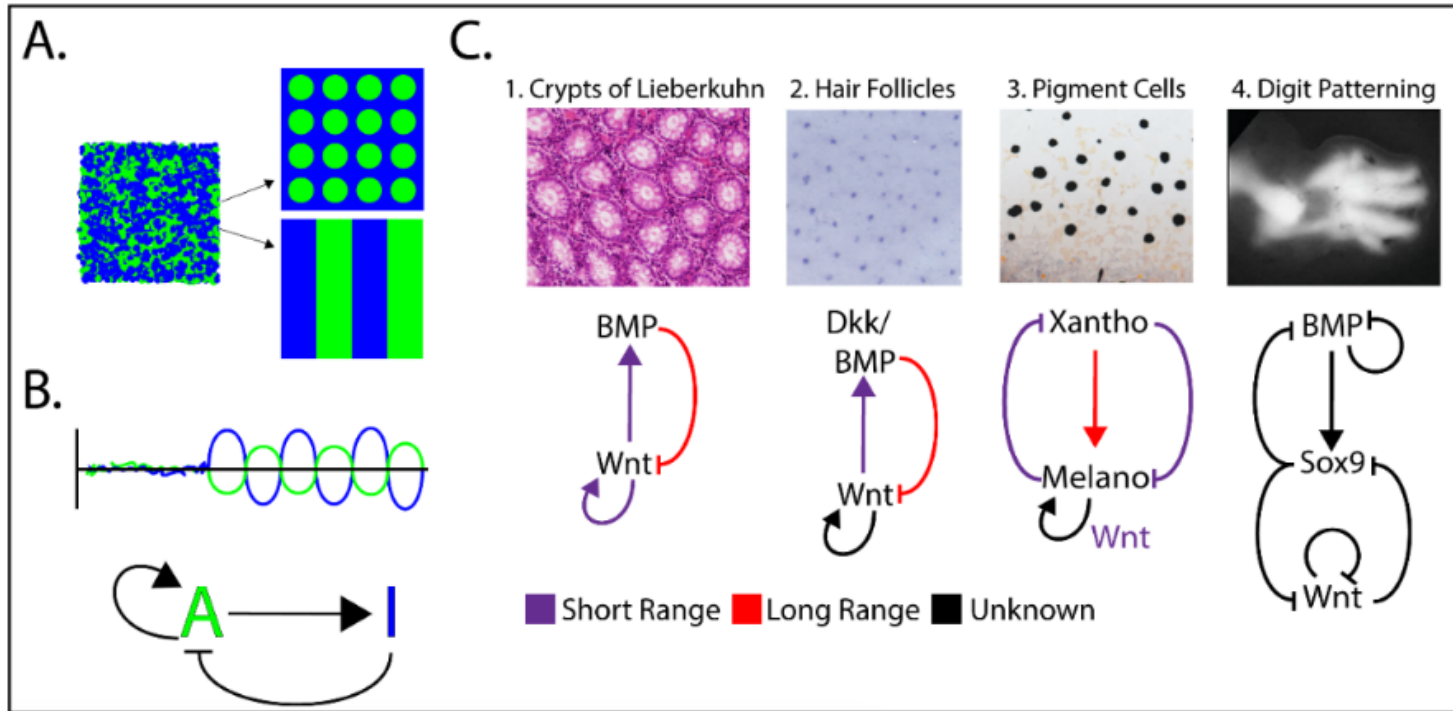 A.
B.
A I
C.
1. Crypts of Lieberkuhn
BMP
Wnt
2. Hair Follicles
Dkk/
BMP
Wnt
3. Pigment Cells
Xantho
Melano
Wnt
4. Digit Patterning
BMP
Sox9
Wnt
Short Range Long Range Unknown